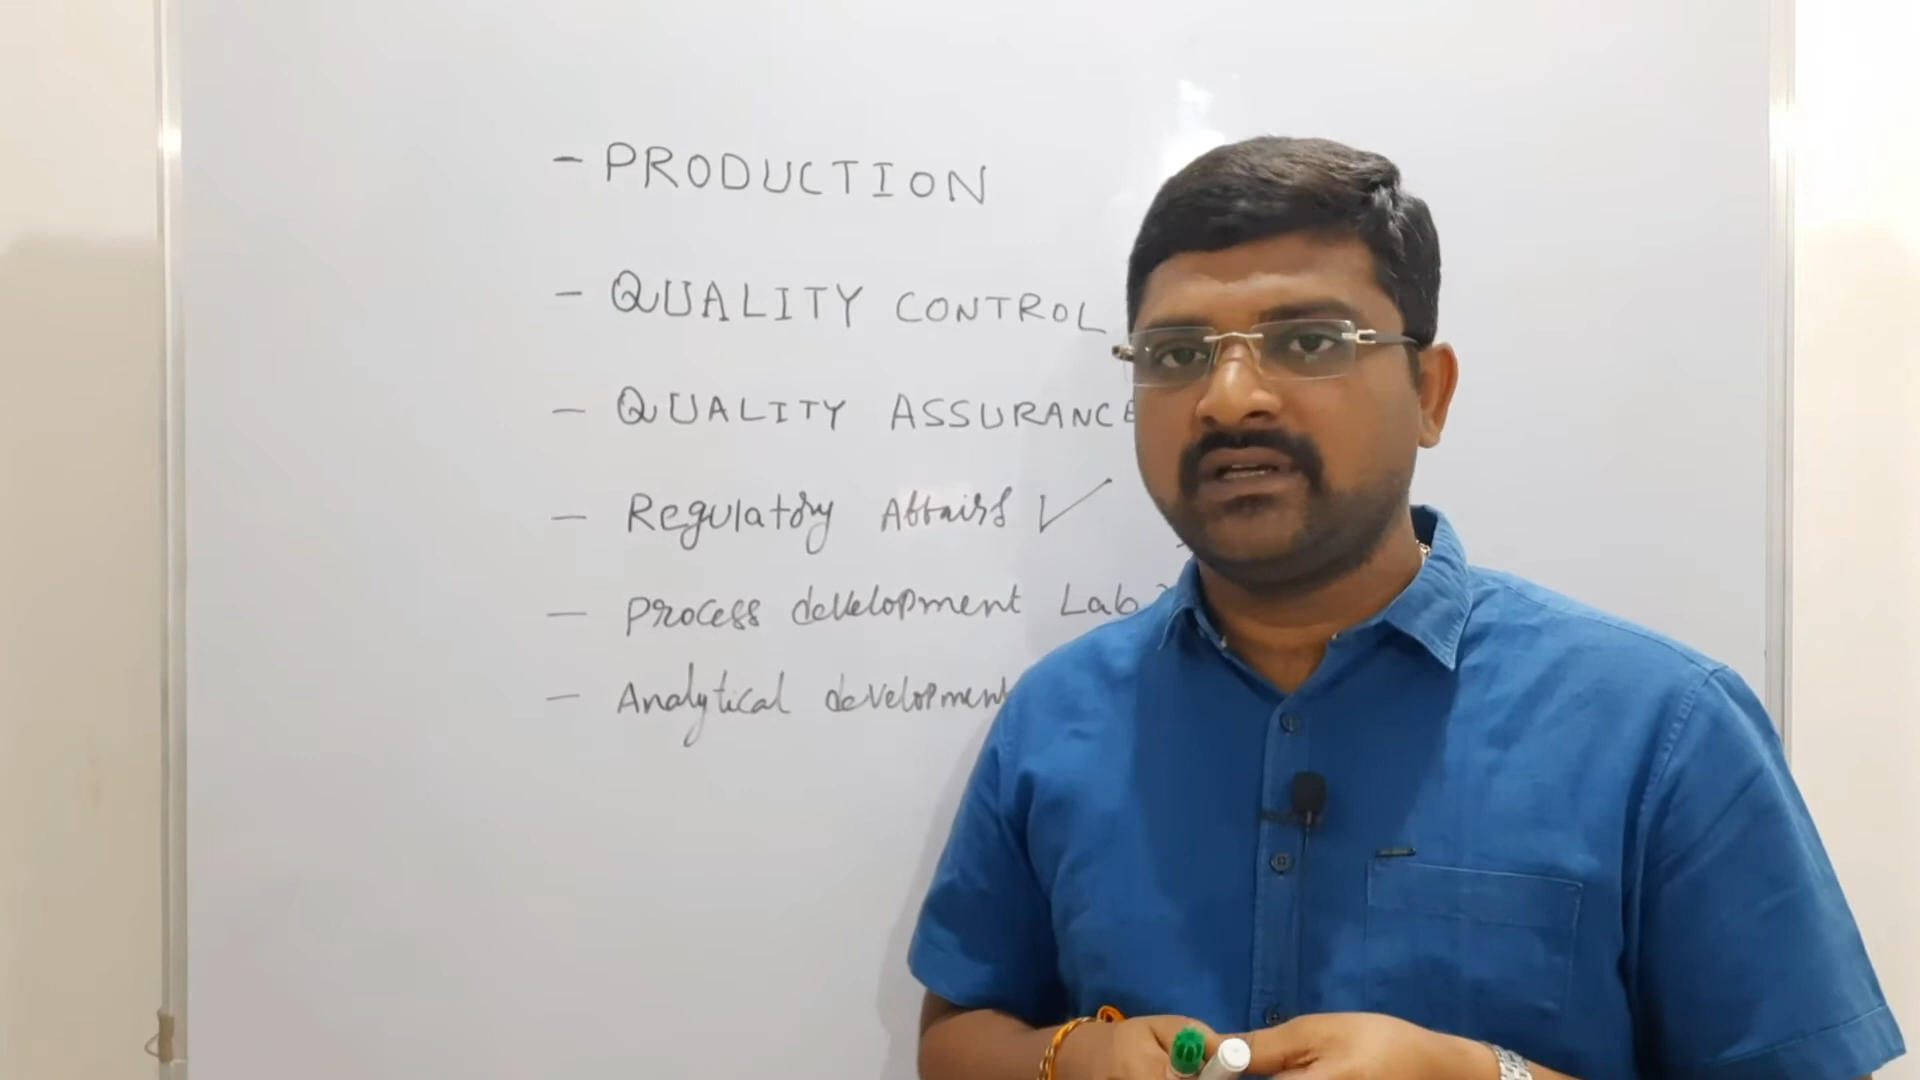 - PRODUCTION
- QUALITY CONTROL
- QUALITY ASSURANCE
- Regulatory Affairs ✓
- Process development Lab
- Analytical development